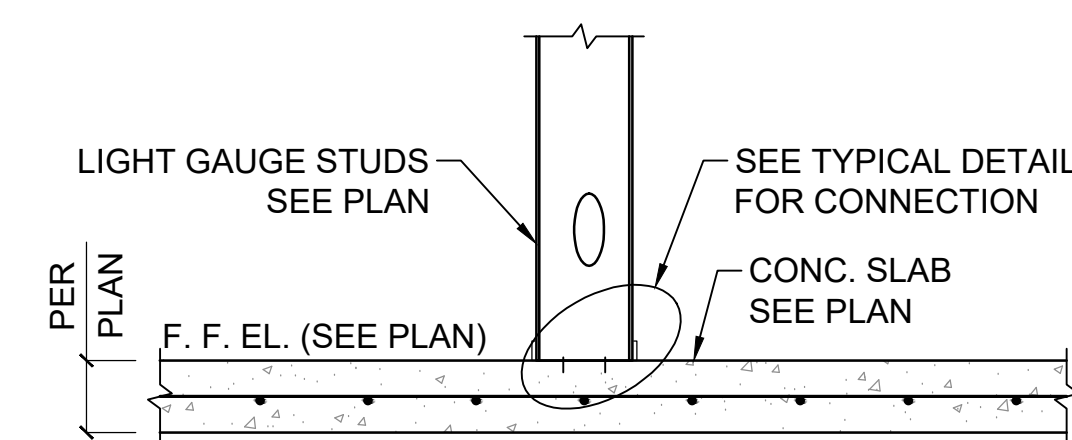 LIGHT GAUGE STUDS
SEE PLAN
SEE TYPICAL DETAIL
FOR CONNECTION
CONC. SLAB
SEE PLAN
PER
PLAN
F. F. EL. (SEE PLAN)